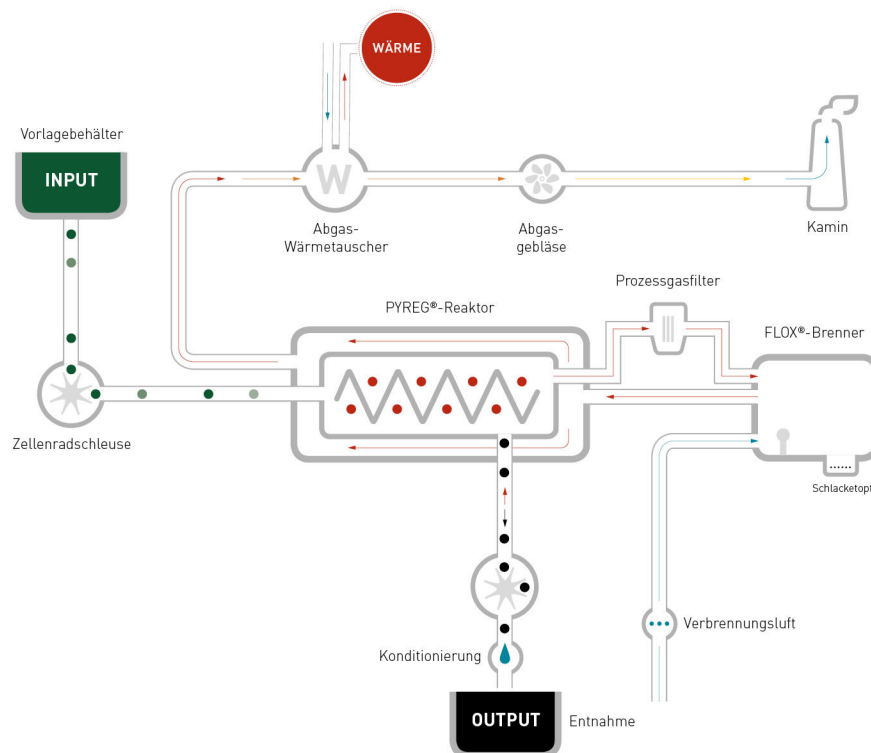 WÄRME
Vorlagebehälter
INPUT
W
Abgas-
Wärmetauscher
Abgas-
gebläse
Kamin
PYREG®-Reaktor
Prozessgasfilter
FLOX®-Brenner
Zellenradschleuse
Schlacketopf
Verbrennungsluft
Konditionierung
OUTPUT
Entnahme